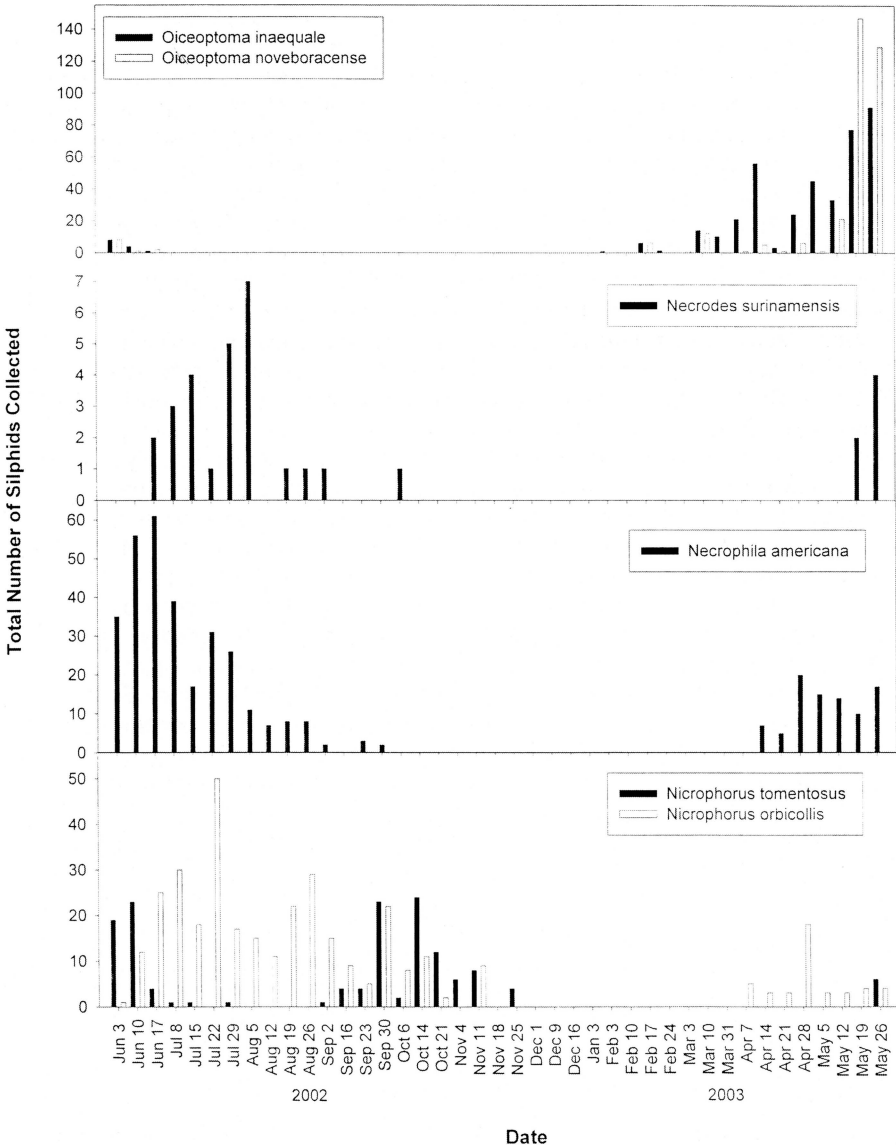 Total Number of Silphids Collected
Oiceoptoma inaequale
Oiceoptoma noveboracense
140
120
100
80
60
40
20
0
Necrodes surinamensis
7
6
5
4
3
2
1
0
Necrophila americana
60
50
40
30
20
10
0
Nicrophorus tomentosus
Nicrophorus orbicollis
50
40
30
20
10
0
Jun 3
Jun 10
Jun 17
Jul 8
Jul 15
Jul 22
Jul 29
Aug 5
Aug 12
Aug 19
Aug 26
Sep 2
Sep 16
Sep 23
Sep 30
Oct 6
Oct 14
Oct 21
Nov 4
Nov 11
Nov 18
Nov 25
Dec 1
Dec 9
Dec 16
Jan 3
Feb 3
Feb 10
Feb 17
Feb 24
Mar 3
Mar 10
Mar 31
Apr 7
Apr 14
Apr 21
Apr 28
May 5
May 12
May 19
May 26
2002
2003
Date